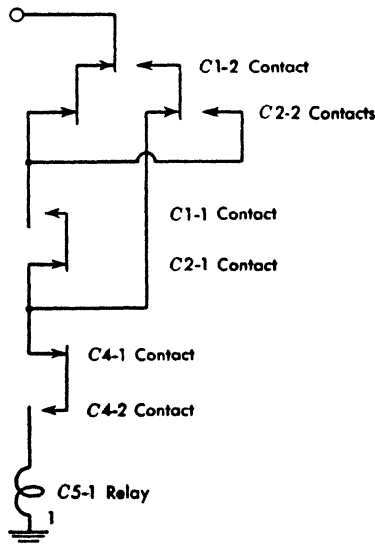 C1-2 Contact
C2-2 Contacts
C1-1 Contact
C2-1 Contact
C4-1 Contact
C4-2 Contact
C5-1 Relay
1